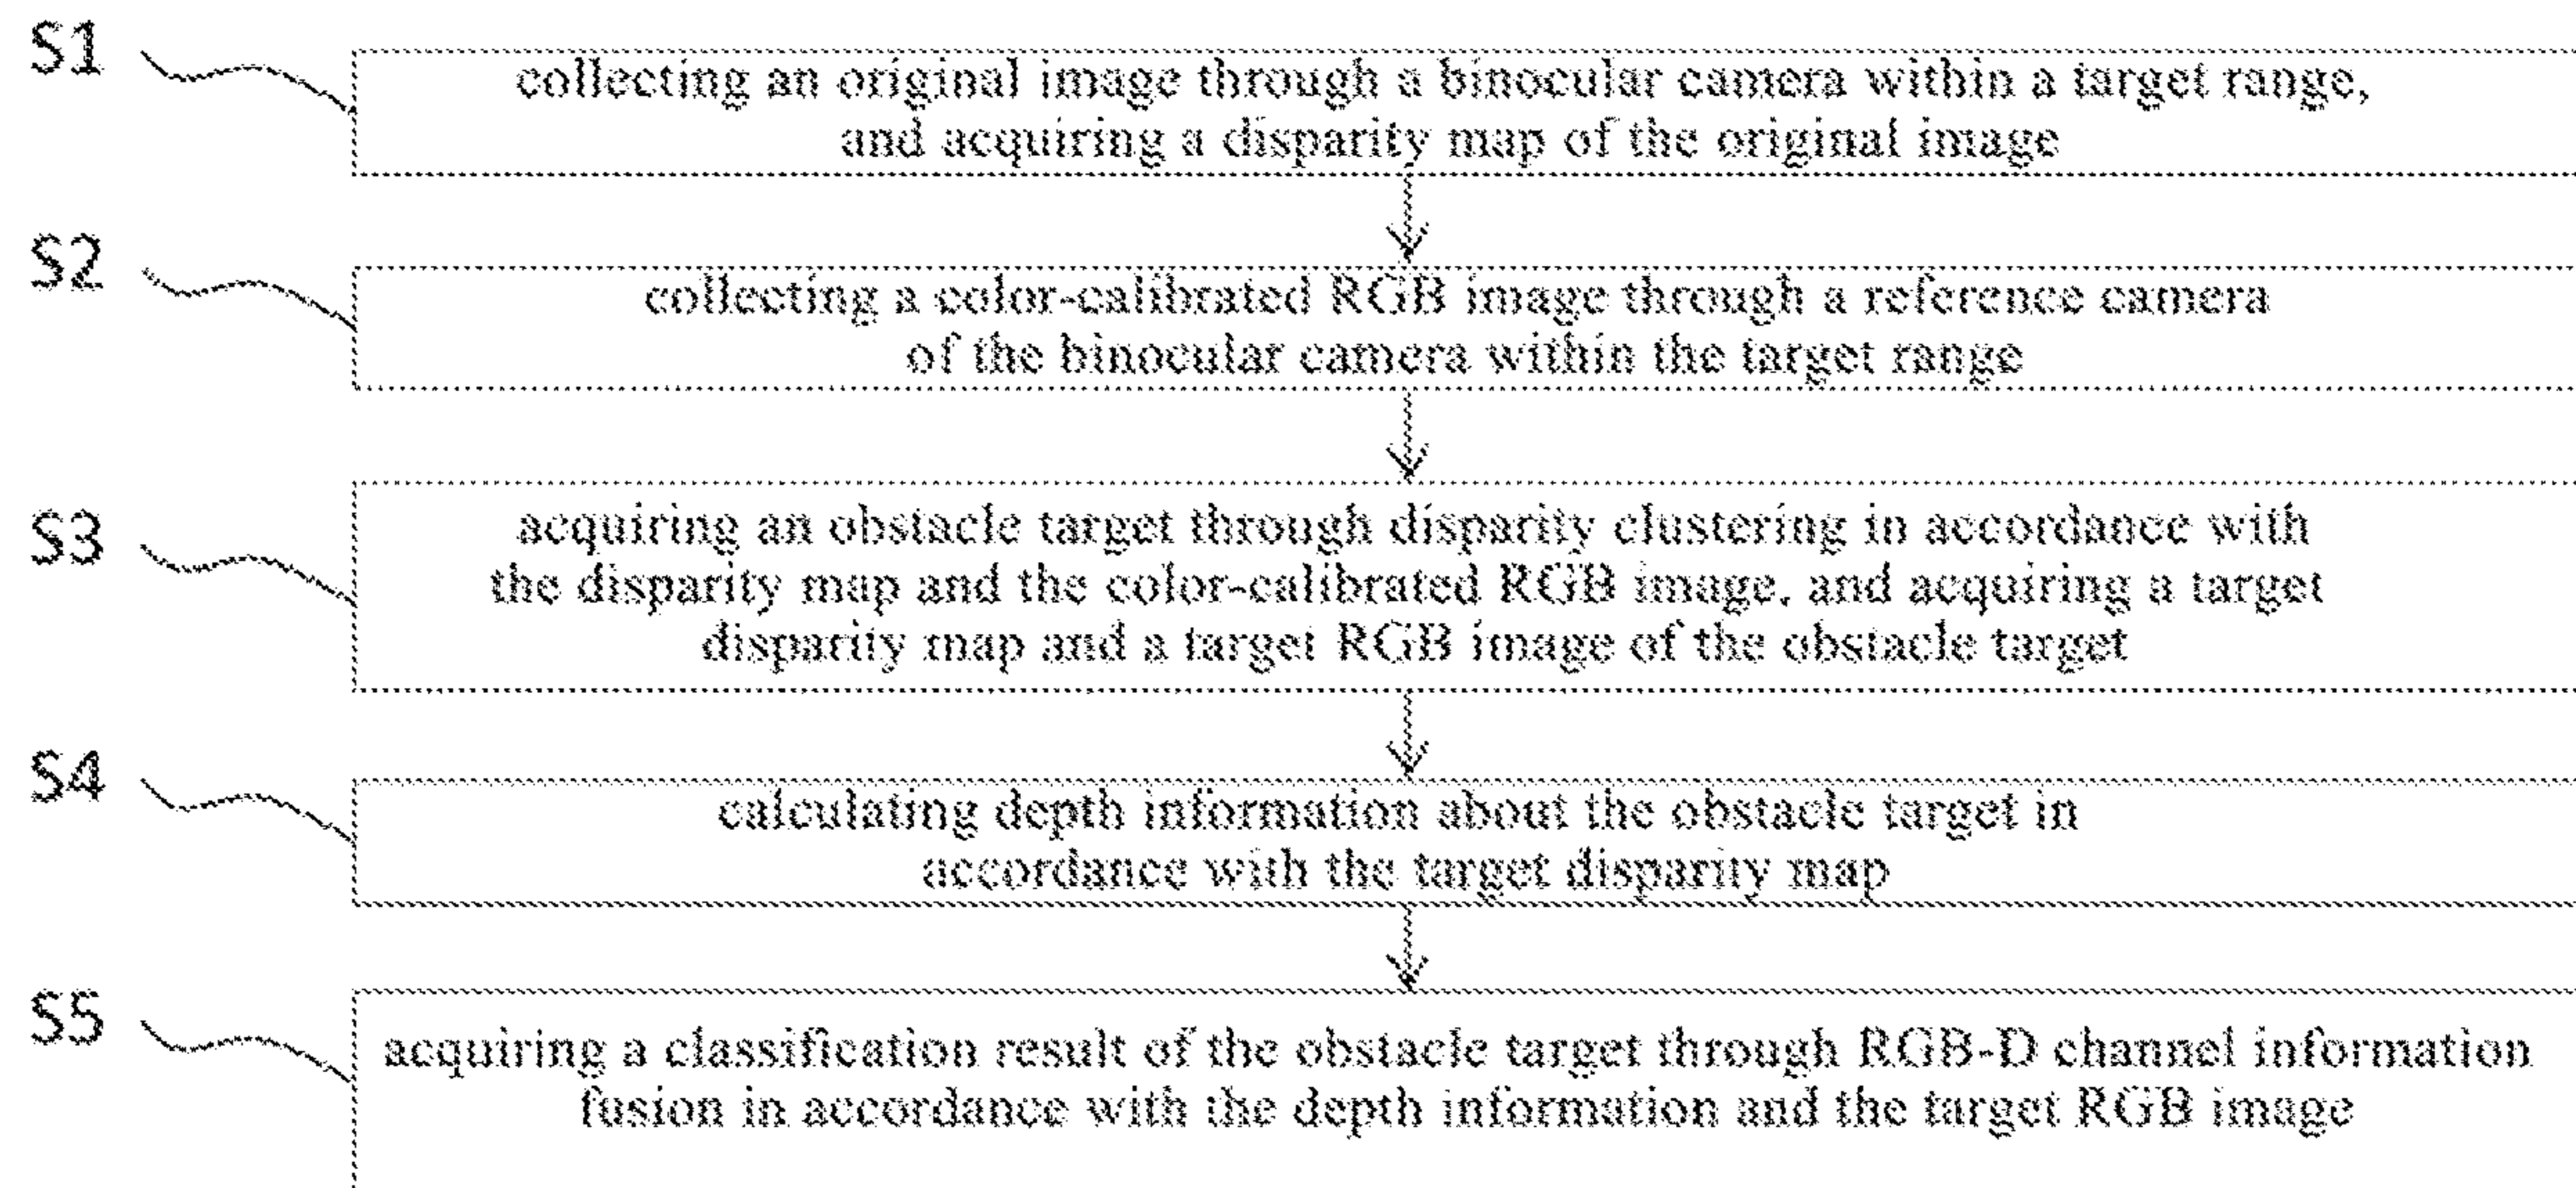 S1
collecting an original image through a binocular camera within a target range,
and acquiring a disparity map of the original image
S2
collecting a color-calibrated RGB image through a reference camera
of the binocular camera within the target range
S3
acquiring an obstacle target through disparity clustering in accordance with
the disparity map and the color-calibrated RGB image, and acquiring a target
disparity map and a target RGB image of the obstacle target
S4
calculating depth information about the obstacle target in
accordance with the target disparity map
S5
acquiring a classification result of the obstacle target through RGB-D channel information
fusion in accordance with the depth information and the target RGB image